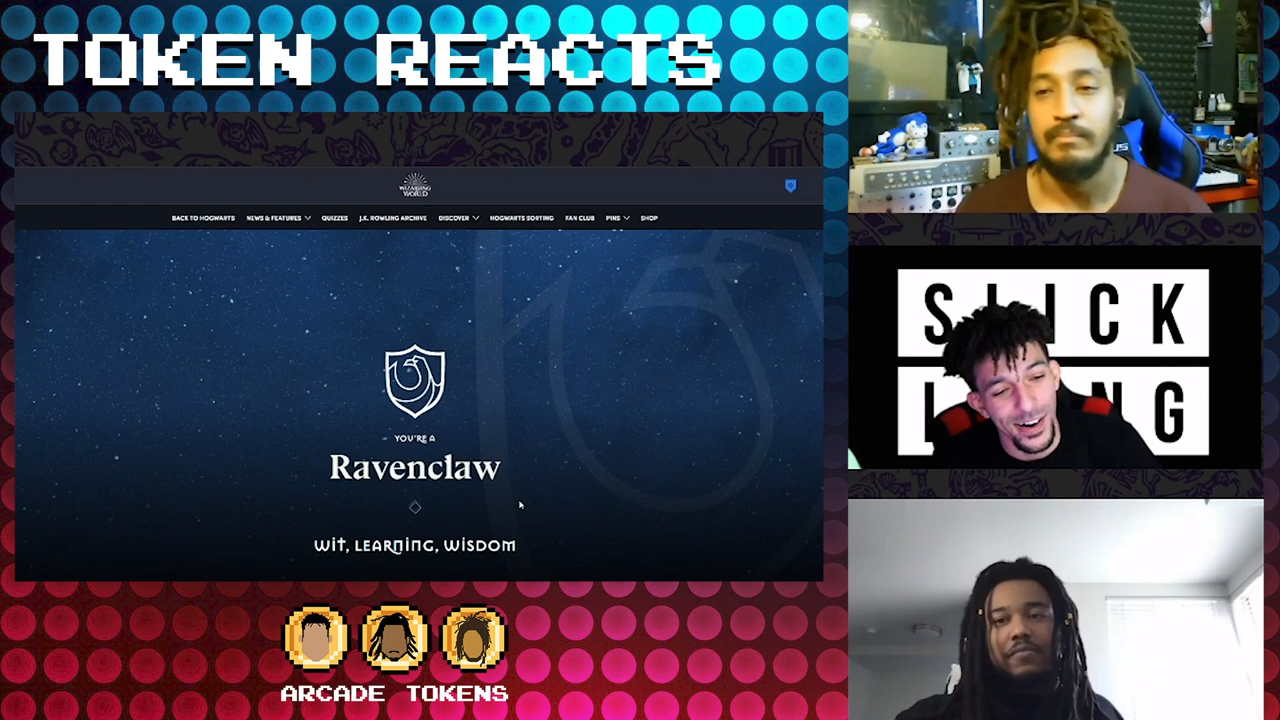 TOKEN REACTS
WIZARDING
WORLD
BACK TO HOGWARTS NEWS & FEATURES QUIZZES J.K. ROWLING ARCHIVE DISCOVER HOGWARTS SORTING FAN CLUB PINS SHOP
YOU'RE A
Ravenclaw
WIT, LEARNING, WISDOM
ARCADE TOKENS